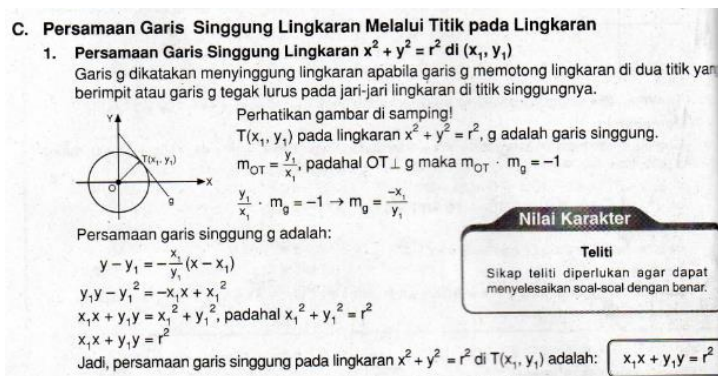 C. Persamaan Garis Singgung Lingkaran Melalui Titik pada Lingkaran
1. Persamaan Garis Singgung Lingkaran x² + y² = r² di (x₁, y₁)
Garis g dikatakan menyinggung lingkaran apabila garis g memotong lingkaran di dua titik yan
berimpit atau garis g tegak lurus pada jari-jari lingkaran di titik singgungnya.
Y
T(x₁, y₁)
O
X
g
Perhatikan gambar di samping!
T(x₁, y₁) pada lingkaran x² + y² = r², g adalah garis singgung.
m_OT = y₁/x₁, padahal OT ⊥ g maka m_OT · m_g = –1
y₁/x₁ · m_g = –1 → m_g = –x₁/y₁
Persamaan garis singgung g adalah:
y – y₁ = –x₁/y₁ (x – x₁)
y₁y – y₁² = –x₁x + x₁²
x₁x + y₁y = x₁² + y₁², padahal x₁² + y₁² = r²
x₁x + y₁y = r²
Nilai Karakter
Teliti
Sikap teliti diperlukan agar dapat
menyelesaikan soal-soal dengan benar.
Jadi, persamaan garis singgung pada lingkaran x² + y² = r² di T(x₁, y₁) adalah: x₁x + y₁y = r²